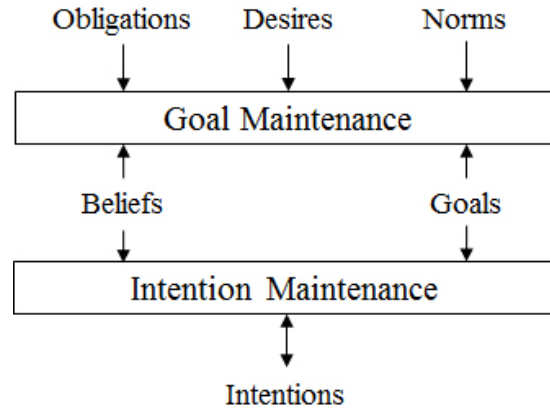 Obligations Desires Norms
Goal Maintenance
Beliefs Goals
Intention Maintenance
Intentions